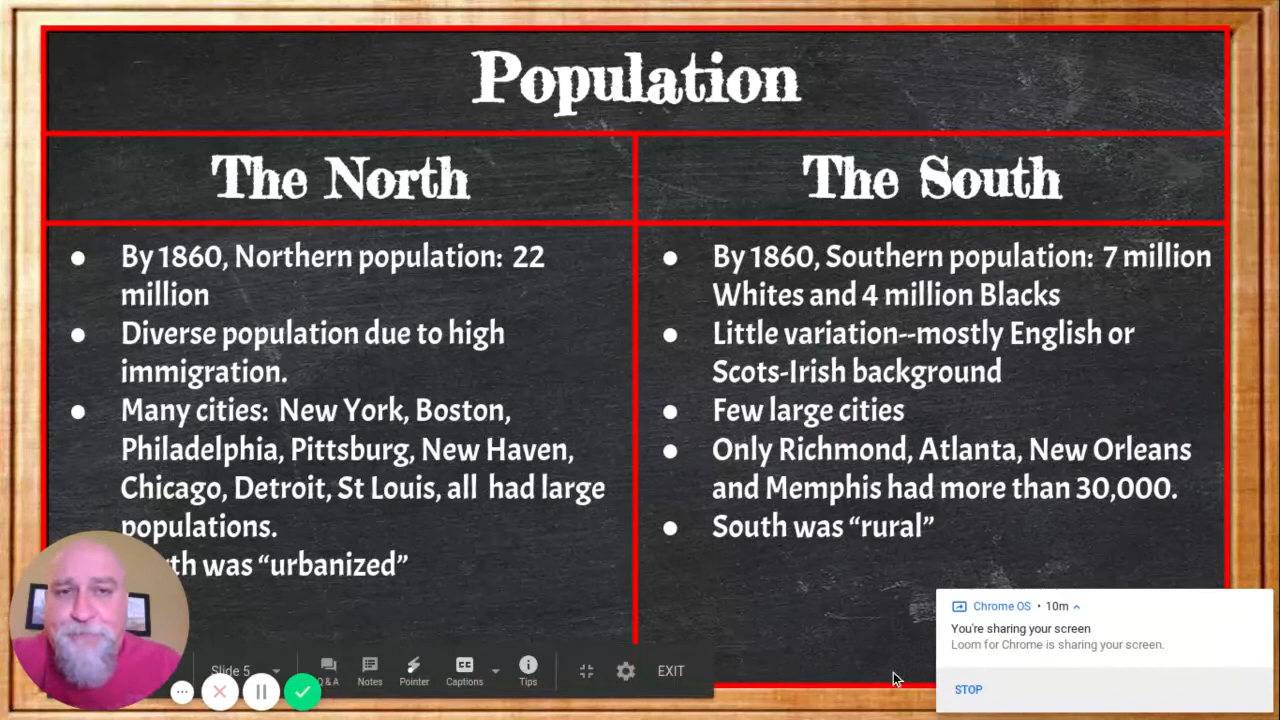 Population
The North
The South
● By 1860, Northern population: 22
million
● Diverse population due to high
immigration.
● Many cities: New York, Boston,
Philadelphia, Pittsburg, New Haven,
Chicago, Detroit, St Louis, all had large
populations.
was “urbanized”
● By 1860, Southern population: 7 million
Whites and 4 million Blacks
● Little variation--mostly English or
Scots-Irish background
● Few large cities
● Only Richmond, Atlanta, New Orleans
and Memphis had more than 30,000.
● South was “rural”
Slide 5
Q & A
Notes
Pointer
Captions
Tips
EXIT
Chrome OS • 10m
You're sharing your screen
Loom for Chrome is sharing your screen.
STOP